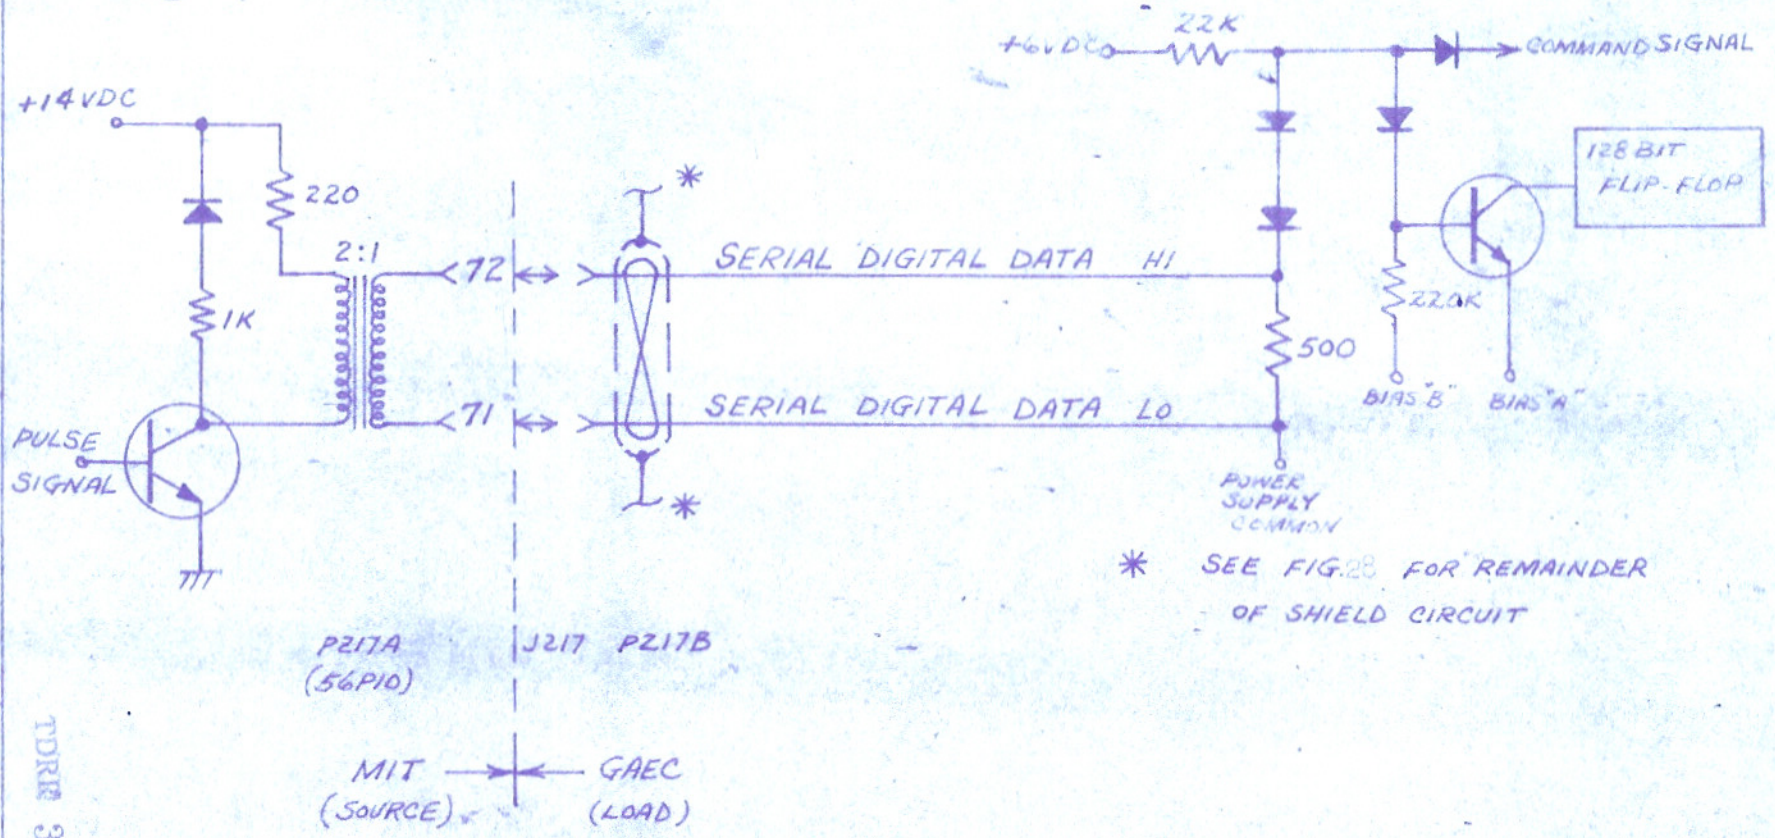 22K
+6VDC
COMMAND SIGNAL
+14VDC
220
2:1
1K
PULSE
SIGNAL
72
71
*
*
SERIAL DIGITAL DATA HI
SERIAL DIGITAL DATA LO
128 BIT
FLIP-FLOP
220K
500
BIAS "B"
BIAS "A"
POWER
SUPPLY
COMMON
* SEE FIG.28 FOR REMAINDER
OF SHIELD CIRCUIT
P217A
(56P10)
J217
P217B
MIT
(SOURCE)
GAEC
(LOAD)
TDRR 3